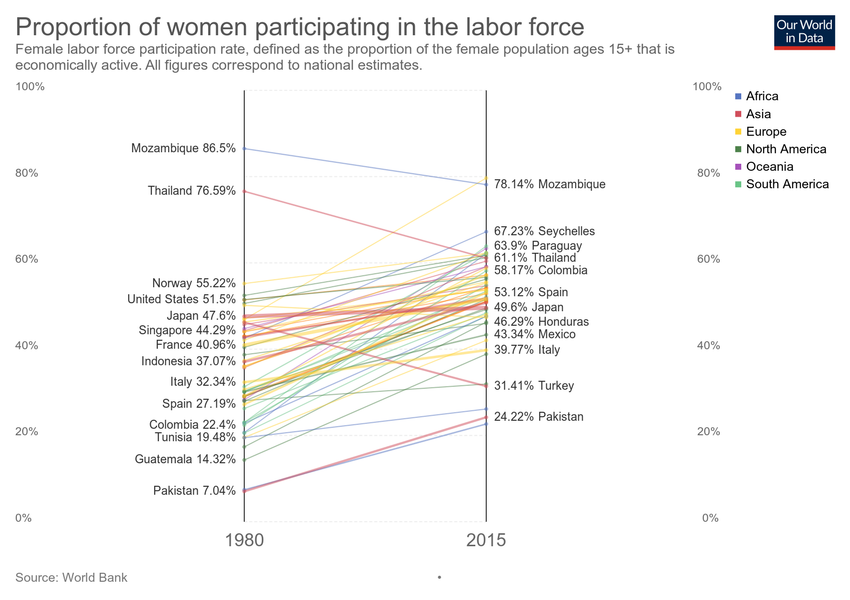 Proportion of women participating in the labor force
Our World
in Data
Female labor force participation rate, defined as the proportion of the female population ages 15+ that is
economically active. All figures correspond to national estimates.
100%
100%
Africa
Asia
Europe
North America
Oceania
South America
Mozambique 86.5%
80%
80%
78.14% Mozambique
Thailand 76.59%
67.23% Seychelles
63.9% Paraguay
60%
61.1% Thailand
60%
58.17% Colombia
Norway 55.22%
United States 51.5%
53.12% Spain
Japan 47.6%
49.6% Japan
Singapore 44.29%
46.29% Honduras
40%
France 40.96%
43.34% Mexico
40%
Indonesia 37.07%
39.77% Italy
Italy 32.34%
31.41% Turkey
Spain 27.19%
Colombia 22.4%
24.22% Pakistan
20%
Tunisia 19.48%
20%
Guatemala 14.32%
Pakistan 7.04%
0%
0%
1980
2015
Source: World Bank